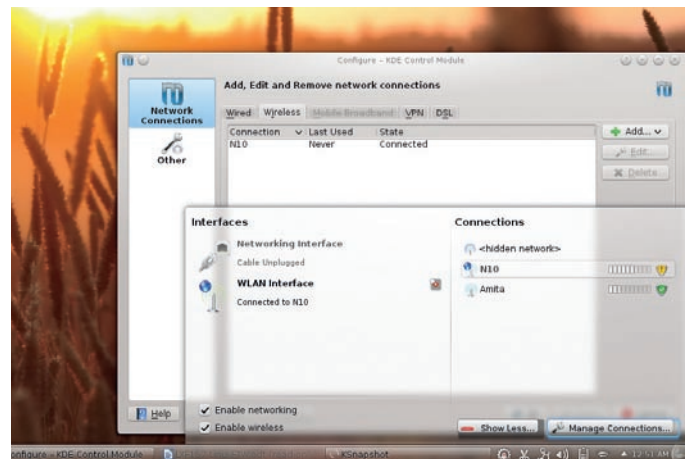 Configure – KDE Control Module
Network
Connections
Other
Add, Edit and Remove network connections
Wired Wireless Mobile Broadband VPN DSL
Connection Last Used State
N10 Never Connected
Add...
Edit...
Delete
Interfaces
Networking Interface
Cable Unplugged
WLAN Interface
Connected to N10
Connections
<hidden network>
N10
Amita
Help
Enable networking
Enable wireless
Show Less...
Manage Connections...
onfigure – KDE Control Module
KSnapshot
12:51 AM